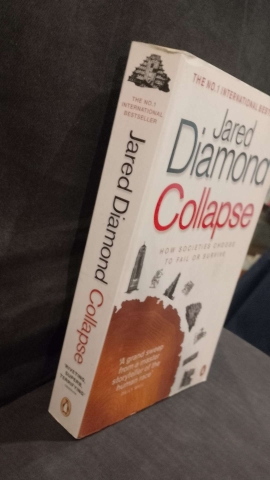 THE NO.1
INTERNATIONAL
BESTSELLER
Jared Diamond Collapse
THE NO.1 INTERNATIONAL BEST
Jared
Diamond
Collapse
HOW SOCIETIES CHOOSE
TO FAIL OR SURVIVE
'A grand sweep
from a master
storyteller of the
human race'